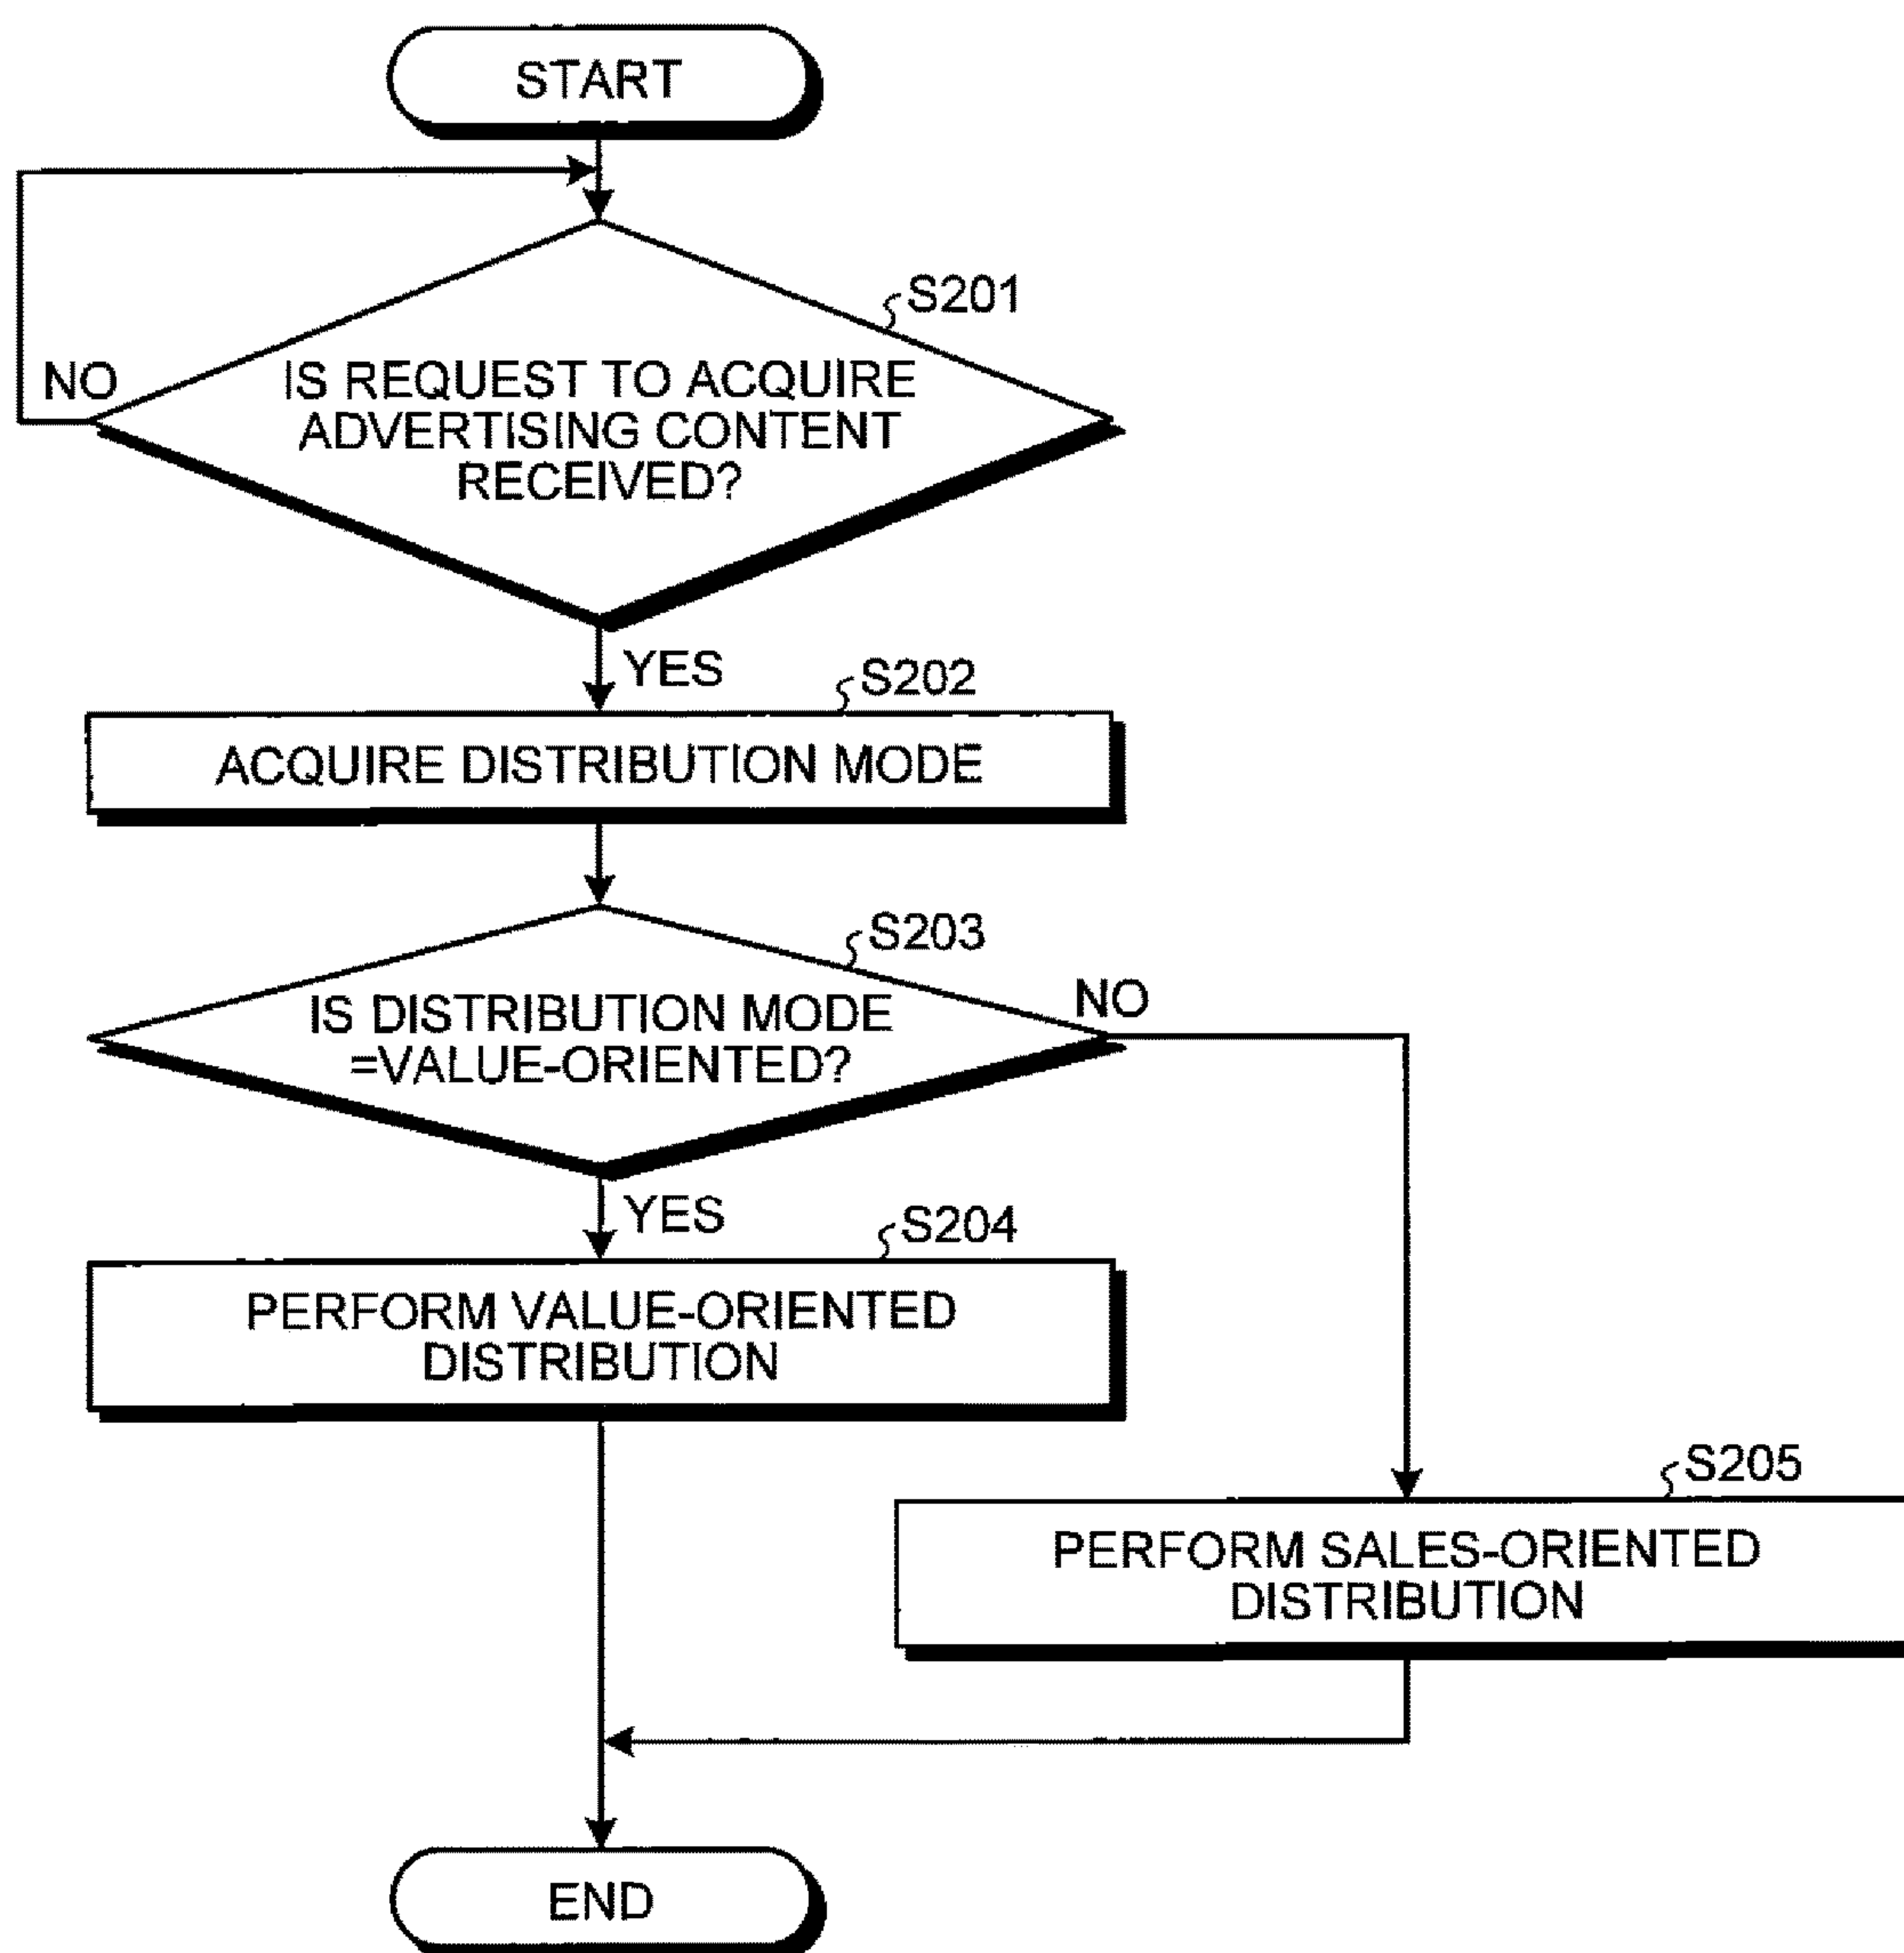 START
S201
NO
IS REQUEST TO ACQUIRE
ADVERTISING CONTENT
RECEIVED?
YES
S202
ACQUIRE DISTRIBUTION MODE
S203
NO
IS DISTRIBUTION MODE
=VALUE-ORIENTED?
YES
S204
PERFORM VALUE-ORIENTED
DISTRIBUTION
S205
PERFORM SALES-ORIENTED
DISTRIBUTION
END